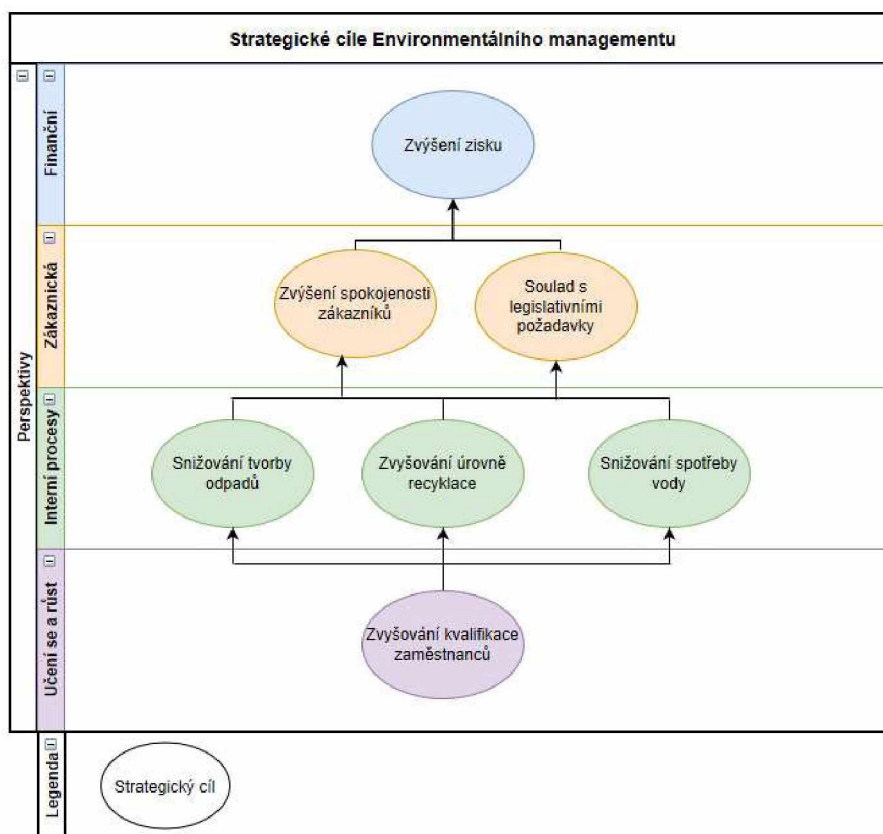 Strategické cíle Environmentálního managementu
Perspektivy
Finanční
Zvýšení zisku
Zákaznická
Zvýšení spokojenosti
zákazníků
Soulad s
legislativními
požadavky
Interní procesy
Snižování tvorby
odpadů
Zvyšování úrovně
recyklace
Snižování spotřeby
vody
Učení se a růst
Zvyšování kvalifikace
zaměstnanců
Legenda
Strategický cíl